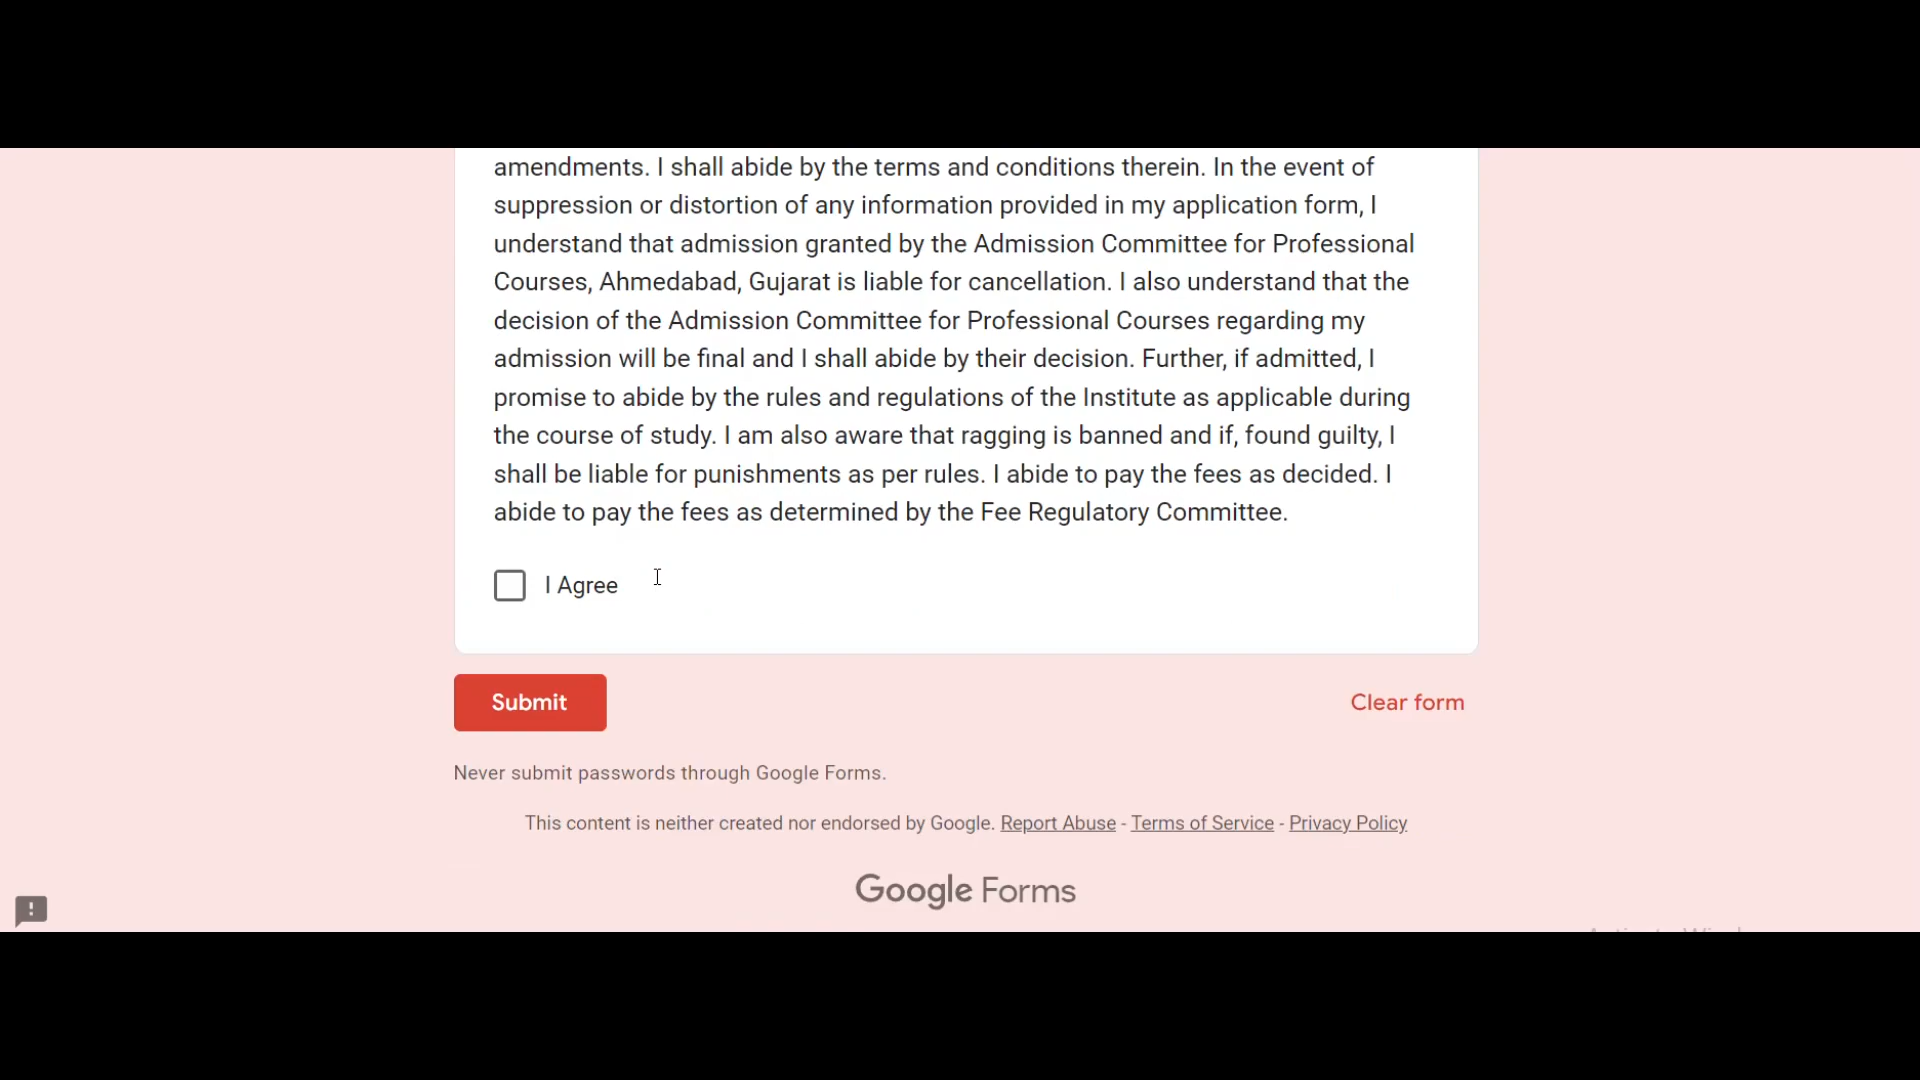 amendments. I shall abide by the terms and conditions therein. In the event of
suppression or distortion of any information provided in my application form, I
understand that admission granted by the Admission Committee for Professional
Courses, Ahmedabad, Gujarat is liable for cancellation. I also understand that the
decision of the Admission Committee for Professional Courses regarding my
admission will be final and I shall abide by their decision. Further, if admitted, I
promise to abide by the rules and regulations of the Institute as applicable during
the course of study. I am also aware that ragging is banned and if, found guilty, I
shall be liable for punishments as per rules. I abide to pay the fees as decided. I
abide to pay the fees as determined by the Fee Regulatory Committee.
I Agree
Submit
Clear form
Never submit passwords through Google Forms.
This content is neither created nor endorsed by Google. Report Abuse - Terms of Service - Privacy Policy
Google Forms